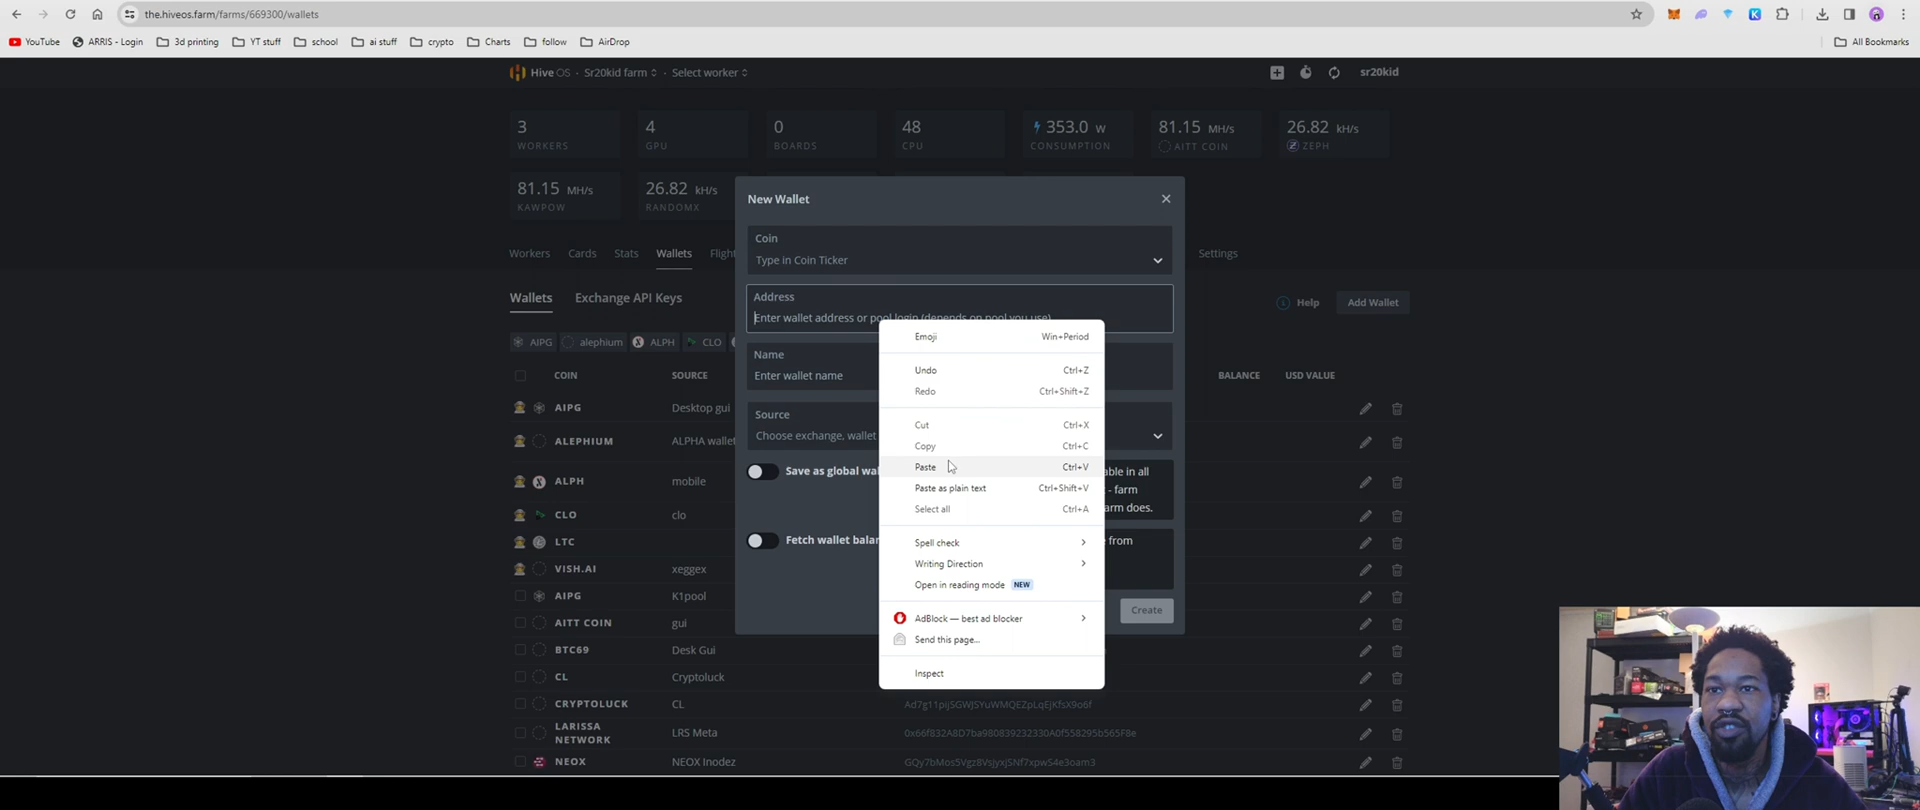 the.hiveos.farm/farms/669300/wallets
YouTube ARRIS - Login 3d printing YT stuff school ai stuff crypto Charts follow AirDrop All Bookmarks
Hive OS · Sr20kid farm · Select worker sr20kid
3 4 0 48 353.0 W 81.15 MH/s 26.82 kH/s
WORKERS GPU BOARDS CPU CONSUMPTION AITT COIN ZEPH
81.15 MH/s 26.82 kH/s
KAWPOW RANDOMX
New Wallet
Coin
Type in Coin Ticker
Workers Cards Stats Wallets Flight Settings
Address
Enter wallet address or pool login (depends on pool you use)
Wallets Exchange API Keys Help Add Wallet
AIPG alephium ALPH CLO
Name
Enter wallet name
COIN SOURCE BALANCE USD VALUE
Source
Choose exchange, wallet
Save as global wal able in all
t - farm
arm does.
Fetch wallet balan e from
Create
Emoji Win+Period
Undo Ctrl+Z
Redo Ctrl+Shift+Z
Cut Ctrl+X
Copy Ctrl+C
Paste Ctrl+V
Paste as plain text Ctrl+Shift+V
Select all Ctrl+A
Spell check
Writing Direction
Open in reading mode NEW
AdBlock — best ad blocker
Send this page...
Inspect
AIPG Desktop gui
ALEPHIUM ALPHA wallet
ALPH mobile
CLO clo
LTC
VISH.AI xeggex
AIPG K1pool
AITT COIN gui
BTC69 Desk Gui
CL Cryptoluck
CRYPTOLUCK CL Ad7g11pijSGWJSYuWMQEZpLqEjKfsX9o6f
LARISSA NETWORK LRS Meta 0x66f832A8D7ba980839232330A0f558295b565F8e
NEOX NEOX Inodez GQy7bMos5Vgz8VsjyxjSNf7xpwS4e3oam3